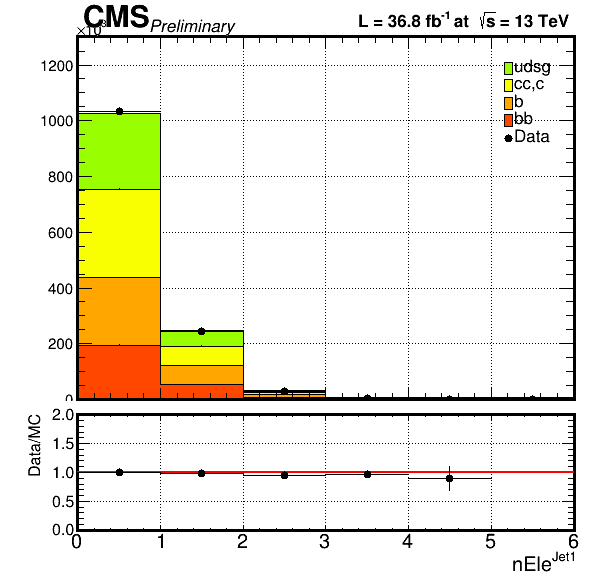 CMS Preliminary L = 36.8 fb⁻¹ at √s = 13 TeV
×10³
1200
1000
800
600
400
200
0
udsg
cc,c
b
bb
Data
Data/MC
2.0
1.5
1.0
0.5
0.0
0 1 2 3 4 5 6
nEle^Jet1